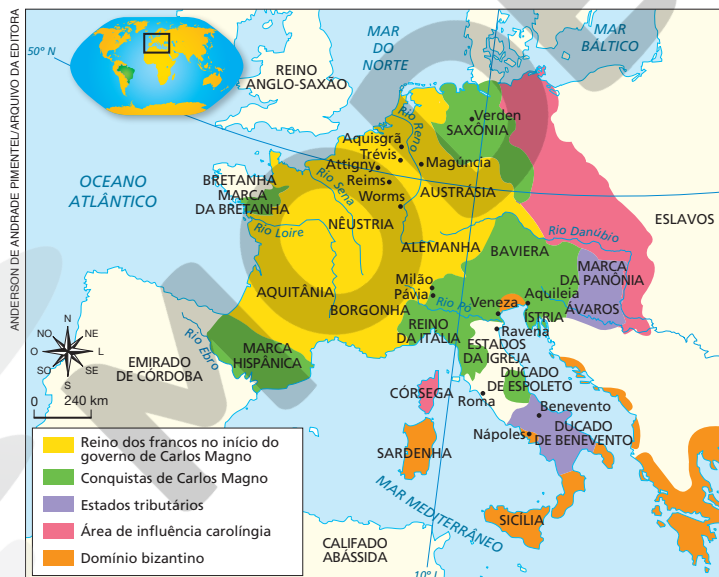 ANDERSON DE ANDRADE PIMENTEL/ARQUIVO DA EDITORA
50° N
MAR
DO
NORTE
MAR
BÁLTICO
REINO
ANGLO-SAXÃO
OCEANO
ATLÂNTICO
Rio Reno
Verden
SAXÔNIA
Aquisgrã
Trévis
Attigny
Magúncia
Reims
Worms
AUSTRÁSIA
BRETANHA
MARCA
DA BRETANHA
Rio Sena
NÊUSTRIA
Rio Loire
ESLAVOS
Rio Danúbio
ALEMANHA
BAVIERA
MARCA
DA PANÔNIA
ÁVAROS
AQUITÂNIA
BORGONHA
Milão
Pávia
Rio Pó
Veneza
Aquileia
ÍSTRIA
REINO
DA ITÁLIA
Ravena
ESTADOS
DA IGREJA
DUCADO
DE ESPOLETO
Rio Ebro
MARCA
HISPÂNICA
EMIRADO
DE CÓRDOBA
CÓRSEGA
Roma
Benevento
DUCADO
DE BENEVENTO
Nápoles
SARDENHA
MAR MEDITERRÂNEO
SICÍLIA
CALIFADO
ABÁSSIDA
10° L
N
NO
NE
O
L
SO
SE
S
0
240 km
Reino dos francos no início do
governo de Carlos Magno
Conquistas de Carlos Magno
Estados tributários
Área de influência carolíngia
Domínio bizantino